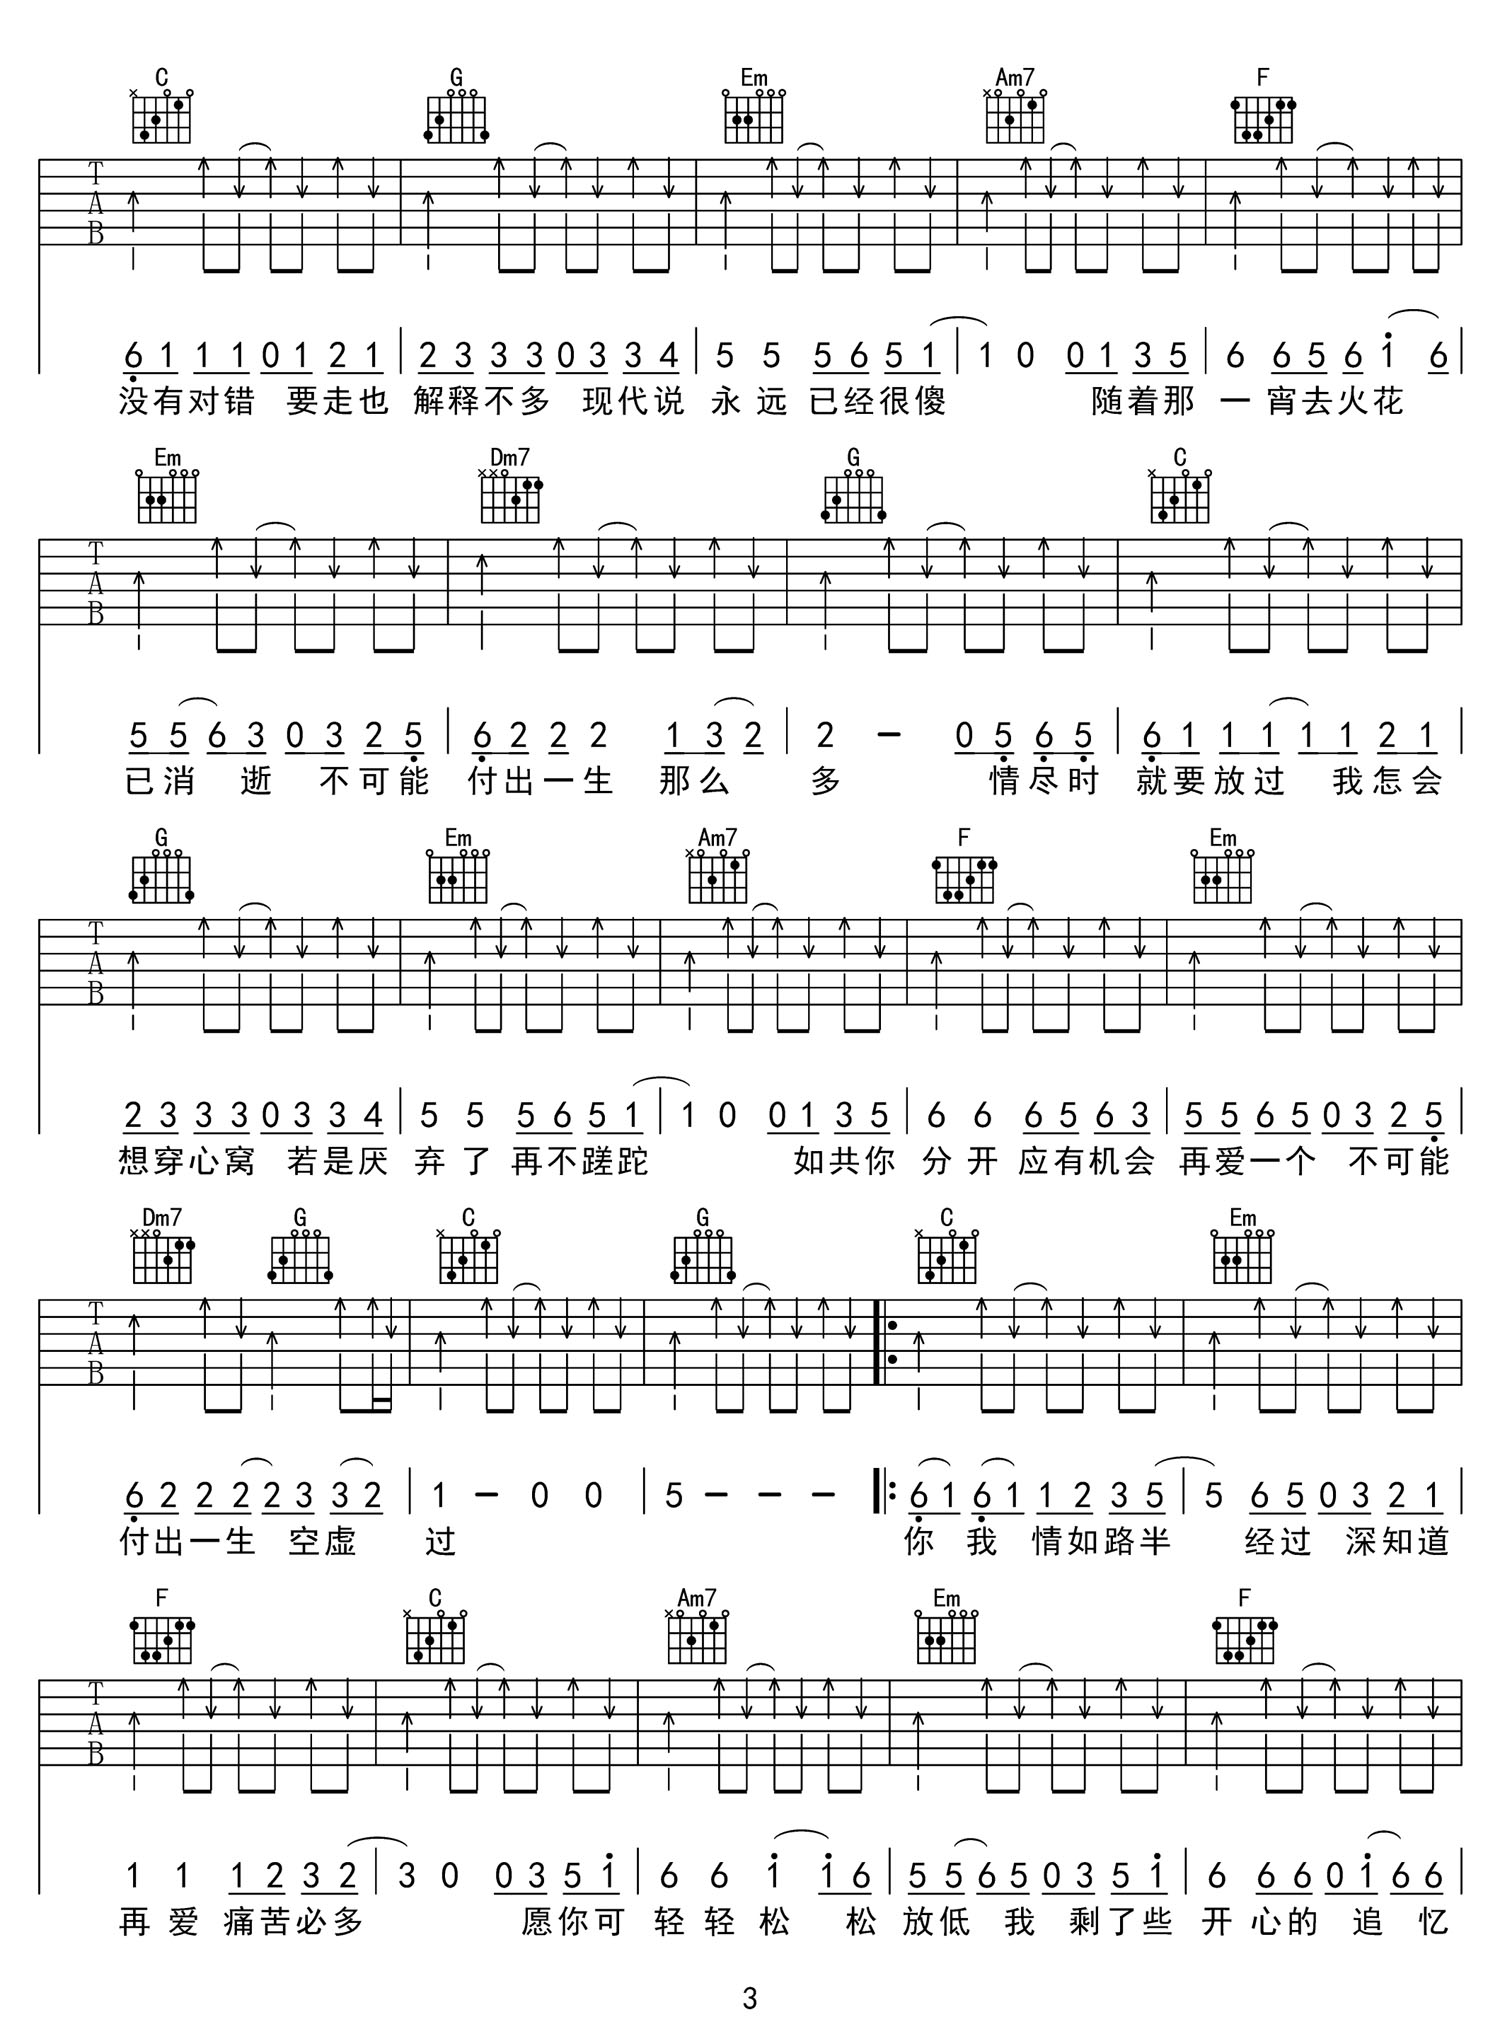 C G Em Am7 F
T
A
B
6 1 1 1 0 1 2 1 | 2 3 3 3 0 3 3 4 | 5 5 5 6 5 1 | 1 0 0 1 3 5 | 6 6 5 6 1 6
没有对错 要走也 解释不多 现代说 永远 已经很傻 随着那 一宵去火花
Em Dm7 G C
T
A
B
5 5 6 3 0 3 2 5 | 6 2 2 2 1 3 2 | 2 – 0 5 6 5 | 6 1 1 1 1 1 2 1
已消 逝 不可能 付出一生 那么 多 情尽时 就要放过 我怎会
G Em Am7 F Em
T
A
B
2 3 3 3 0 3 3 4 | 5 5 5 6 5 1 | 1 0 0 1 3 5 | 6 6 6 5 6 3 | 5 5 6 5 0 3 2 5
想穿心窝 若是厌 弃了 再不蹉跎 如共你 分开 应有机会 再爱一个 不可能
Dm7 G C G C Em
T
A
B
6 2 2 2 2 3 3 2 | 1 – 0 0 | 5 – – – |: 6 1 6 1 1 2 3 5 | 5 6 5 0 3 2 1
付出一生 空虚 过 你 我 情如路半 经过 深知道
F C Am7 Em F
T
A
B
1 1 1 2 3 2 | 3 0 0 3 5 1 | 6 6 1 1 6 | 5 5 6 5 0 3 5 1 | 6 6 6 0 1 6 6
再爱 痛苦必多 愿你可 轻轻松 松 放低 我 剩了些 开心的 追 忆
3